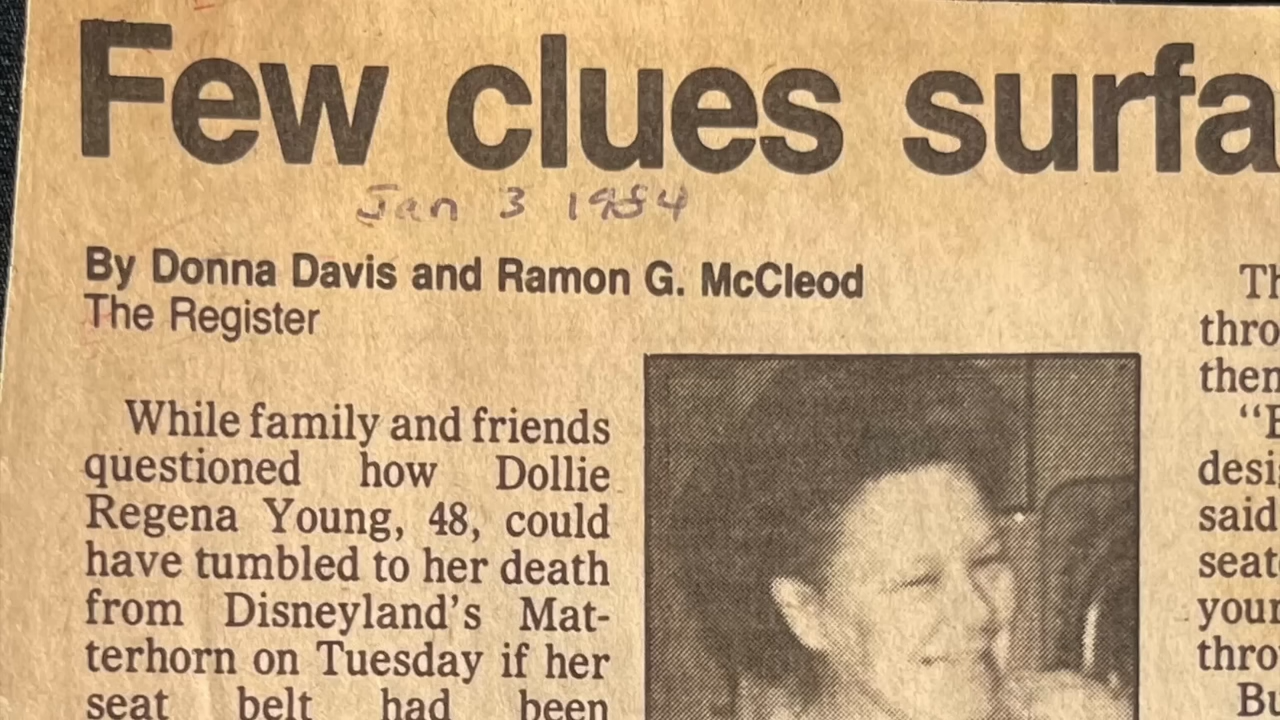 Few clues surfa
Jan 3 1984
By Donna Davis and Ramon G. McCleod
The Register
While family and friends
questioned how Dollie
Regena Young, 48, could
have tumbled to her death
from Disneyland's Mat-
terhorn on Tuesday if her
seat belt had been
Th
thro
then
“E
desi
said
seat
your
thro
Bu